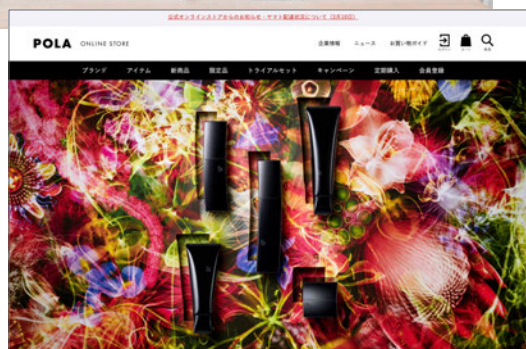 公式オンラインストアからのお知らせ・ヤマト配達状況について（3月28日）
POLA ONLINE STORE
企業情報 ニュース お買い物ガイド
ブランド アイテム 新商品 限定品 トライアルセット キャンペーン 定期購入 会員登録